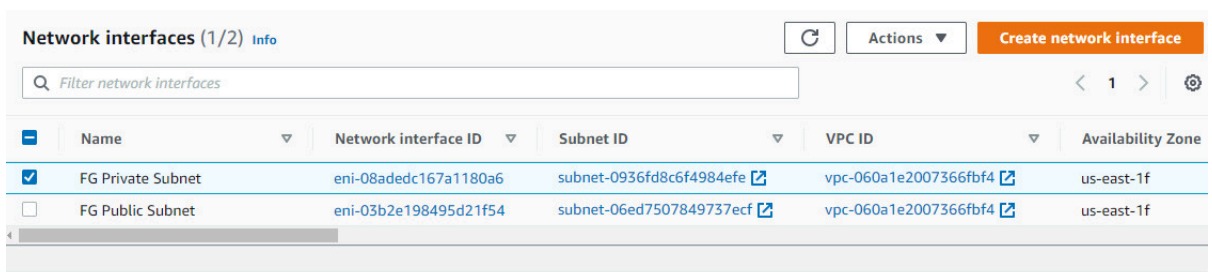 Network interfaces (1/2) Info Actions Create network interface
Filter network interfaces 1
Name Network interface ID Subnet ID VPC ID Availability Zone
FG Private Subnet eni-08adedc167a1180a6 subnet-0936fd8c6f4984efe vpc-060a1e2007366fbf4 us-east-1f
FG Public Subnet eni-03b2e198495d21f54 subnet-06ed7507849737ecf vpc-060a1e2007366fbf4 us-east-1f